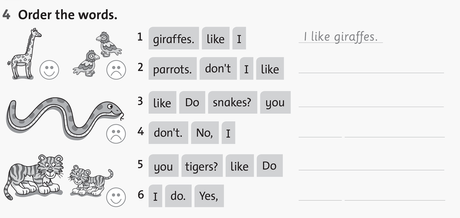 4 Order the words.
1 giraffes. like I I like giraffes.
2 parrots. don't I like
3 like Do snakes? you
4 don't. No, I
5 you tigers? like Do
6 I do. Yes,